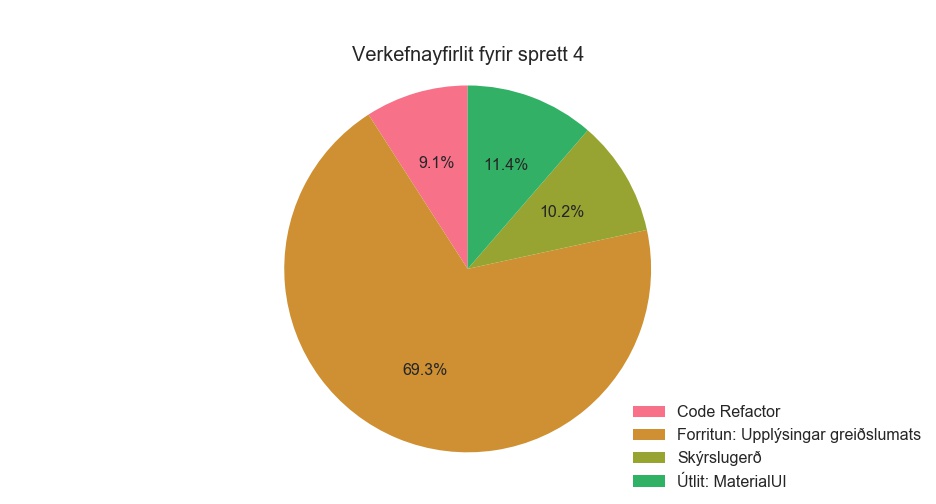 Verkefnayfirlit fyrir sprett 4
9.1%
11.4%
10.2%
69.3%
Code Refactor
Forritun: Upplýsingar greiðslumats
Skýrslugerð
Útlit: MaterialUI